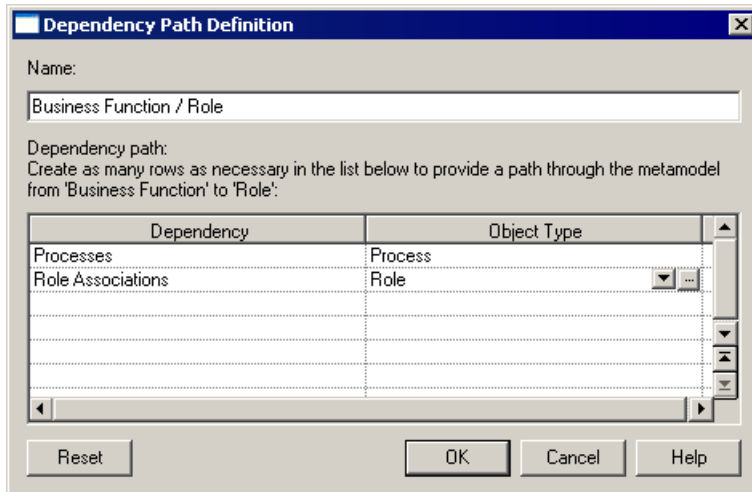 Dependency Path Definition
Name:
Business Function / Role
Dependency path:
Create as many rows as necessary in the list below to provide a path through the metamodel
from 'Business Function' to 'Role':
Dependency Object Type
Processes Process
Role Associations Role ...
Reset OK Cancel Help